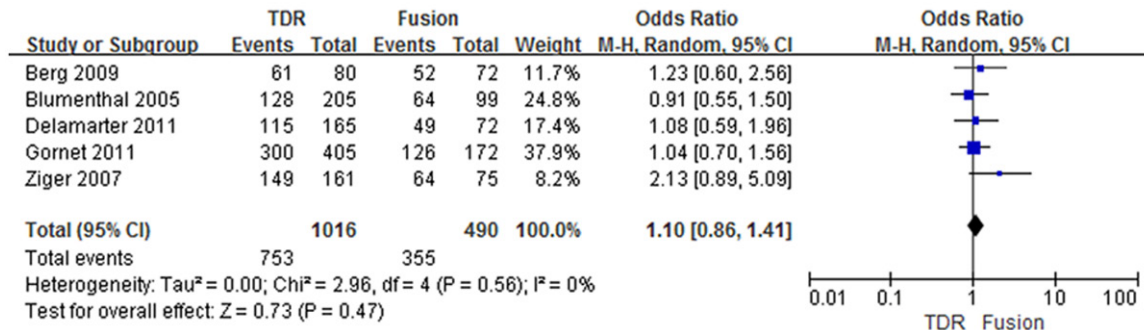 TDR Fusion Odds Ratio Odds Ratio
Study or Subgroup Events Total Events Total Weight M-H, Random, 95% CI M-H, Random, 95% CI
Berg 2009 61 80 52 72 11.7% 1.23 [0.60, 2.56]
Blumenthal 2005 128 205 64 99 24.8% 0.91 [0.55, 1.50]
Delamarter 2011 115 165 49 72 17.4% 1.08 [0.59, 1.96]
Gornet 2011 300 405 126 172 37.9% 1.04 [0.70, 1.56]
Ziger 2007 149 161 64 75 8.2% 2.13 [0.89, 5.09]
Total (95% CI) 1016 490 100.0% 1.10 [0.86, 1.41]
Total events 753 355
Heterogeneity: Tau² = 0.00; Chi² = 2.96, df = 4 (P = 0.56); I² = 0%
Test for overall effect: Z = 0.73 (P = 0.47)
0.01 0.1 1 10 100
TDR Fusion